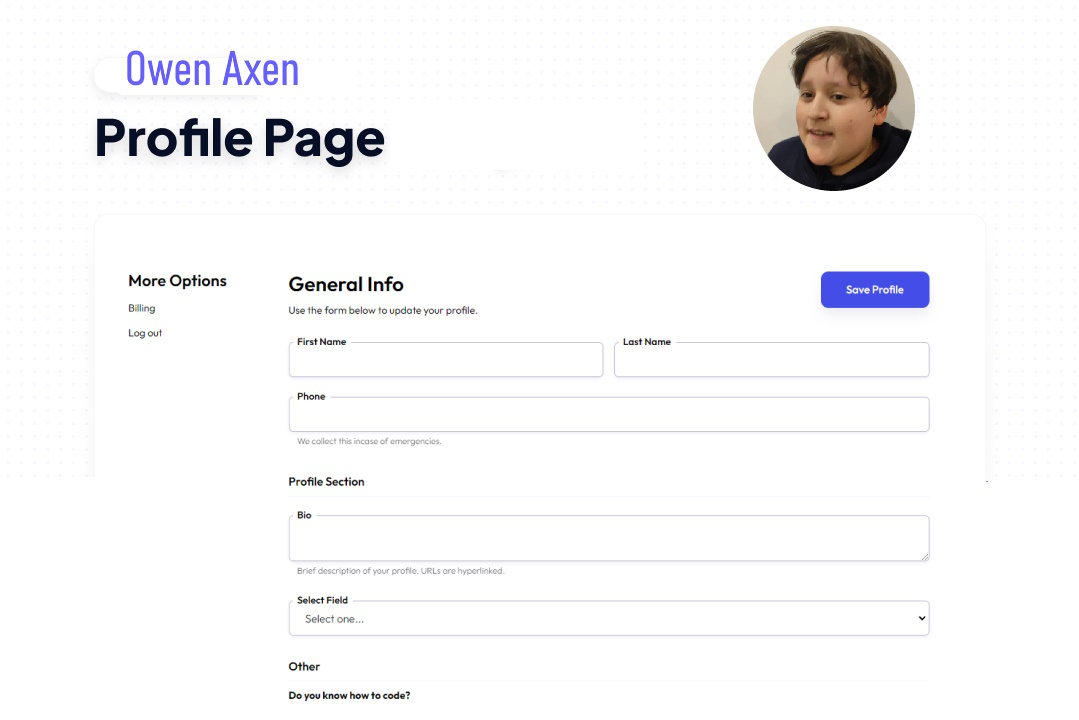 Owen Axen
Profile Page
More Options
Billing
Log out
General Info
Use the form below to update your profile.
Save Profile
First Name
Last Name
Phone
We collect this incase of emergencies.
Profile Section
Bio
Brief description of your profile. URLs are hyperlinked.
Select Field
Select one...
Other
Do you know how to code?